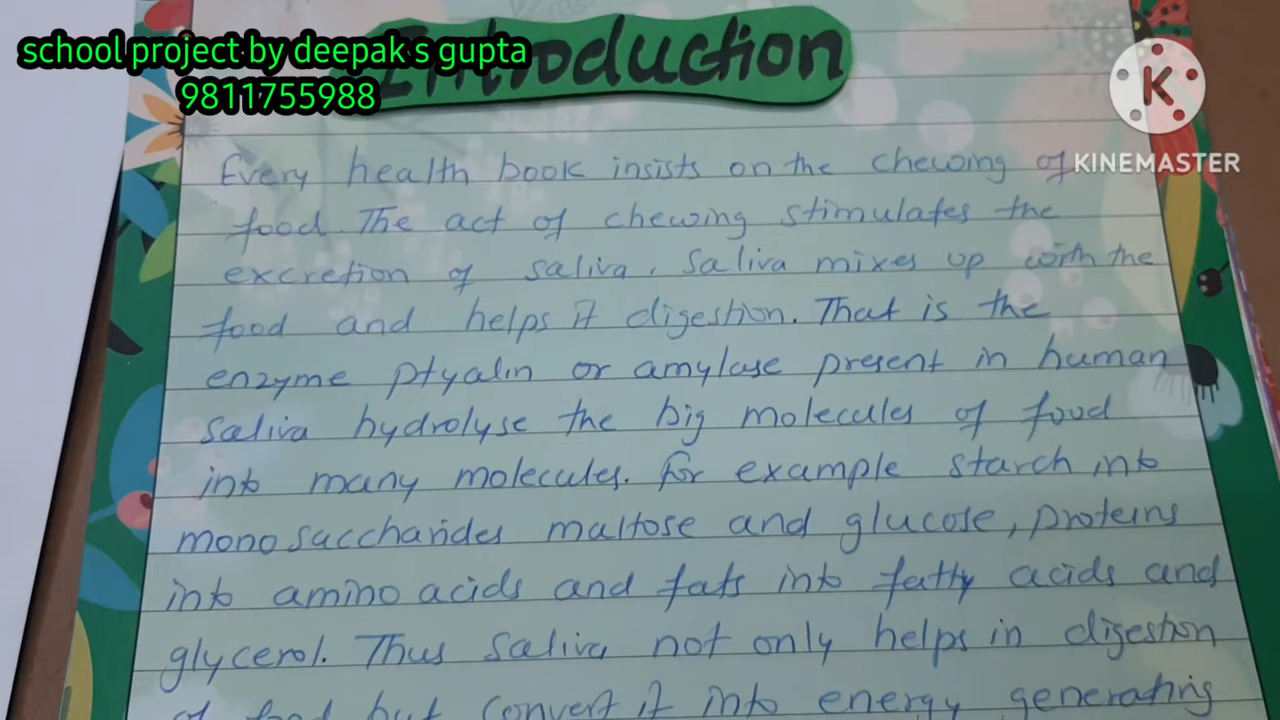 school project by deepak s gupta
9811755988
Introduction
K
KINEMASTER
Every health book insists on the chewing of
food. The act of chewing stimulates the
excretion of saliva. Saliva mixes up with the
food and helps it digestion. That is the
enzyme ptyalin or amylase present in human
saliva hydrolyse the big molecules of food
into many molecules. For example starch into
mono saccharides maltose and glucose, proteins
into amino acids and fats into fatty acids and
glycerol. Thus saliva not only helps in digestion
of food but convert it into energy generating